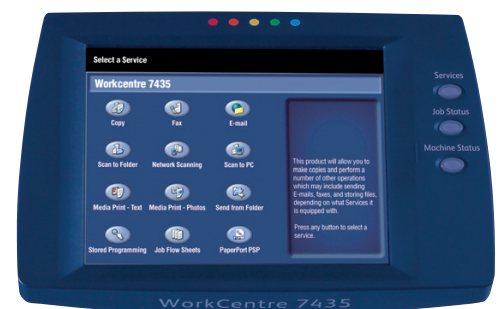 Select a Service
Workcentre 7435
Services
Job Status
Machine Status
Copy
Fax
E-mail
Scan to Folder
Network Scanning
Scan to PC
Media Print - Text
Media Print - Photos
Send from Folder
Stored Programming
Job Flow Sheets
PaperPort PSP
This product will allow you to
make copies and perform a
number of other operations
which may include sending
E-mails, faxes, and storing files,
depending on what Services it
is equipped with.
Press any button to select a
service.
WorkCentre 7435